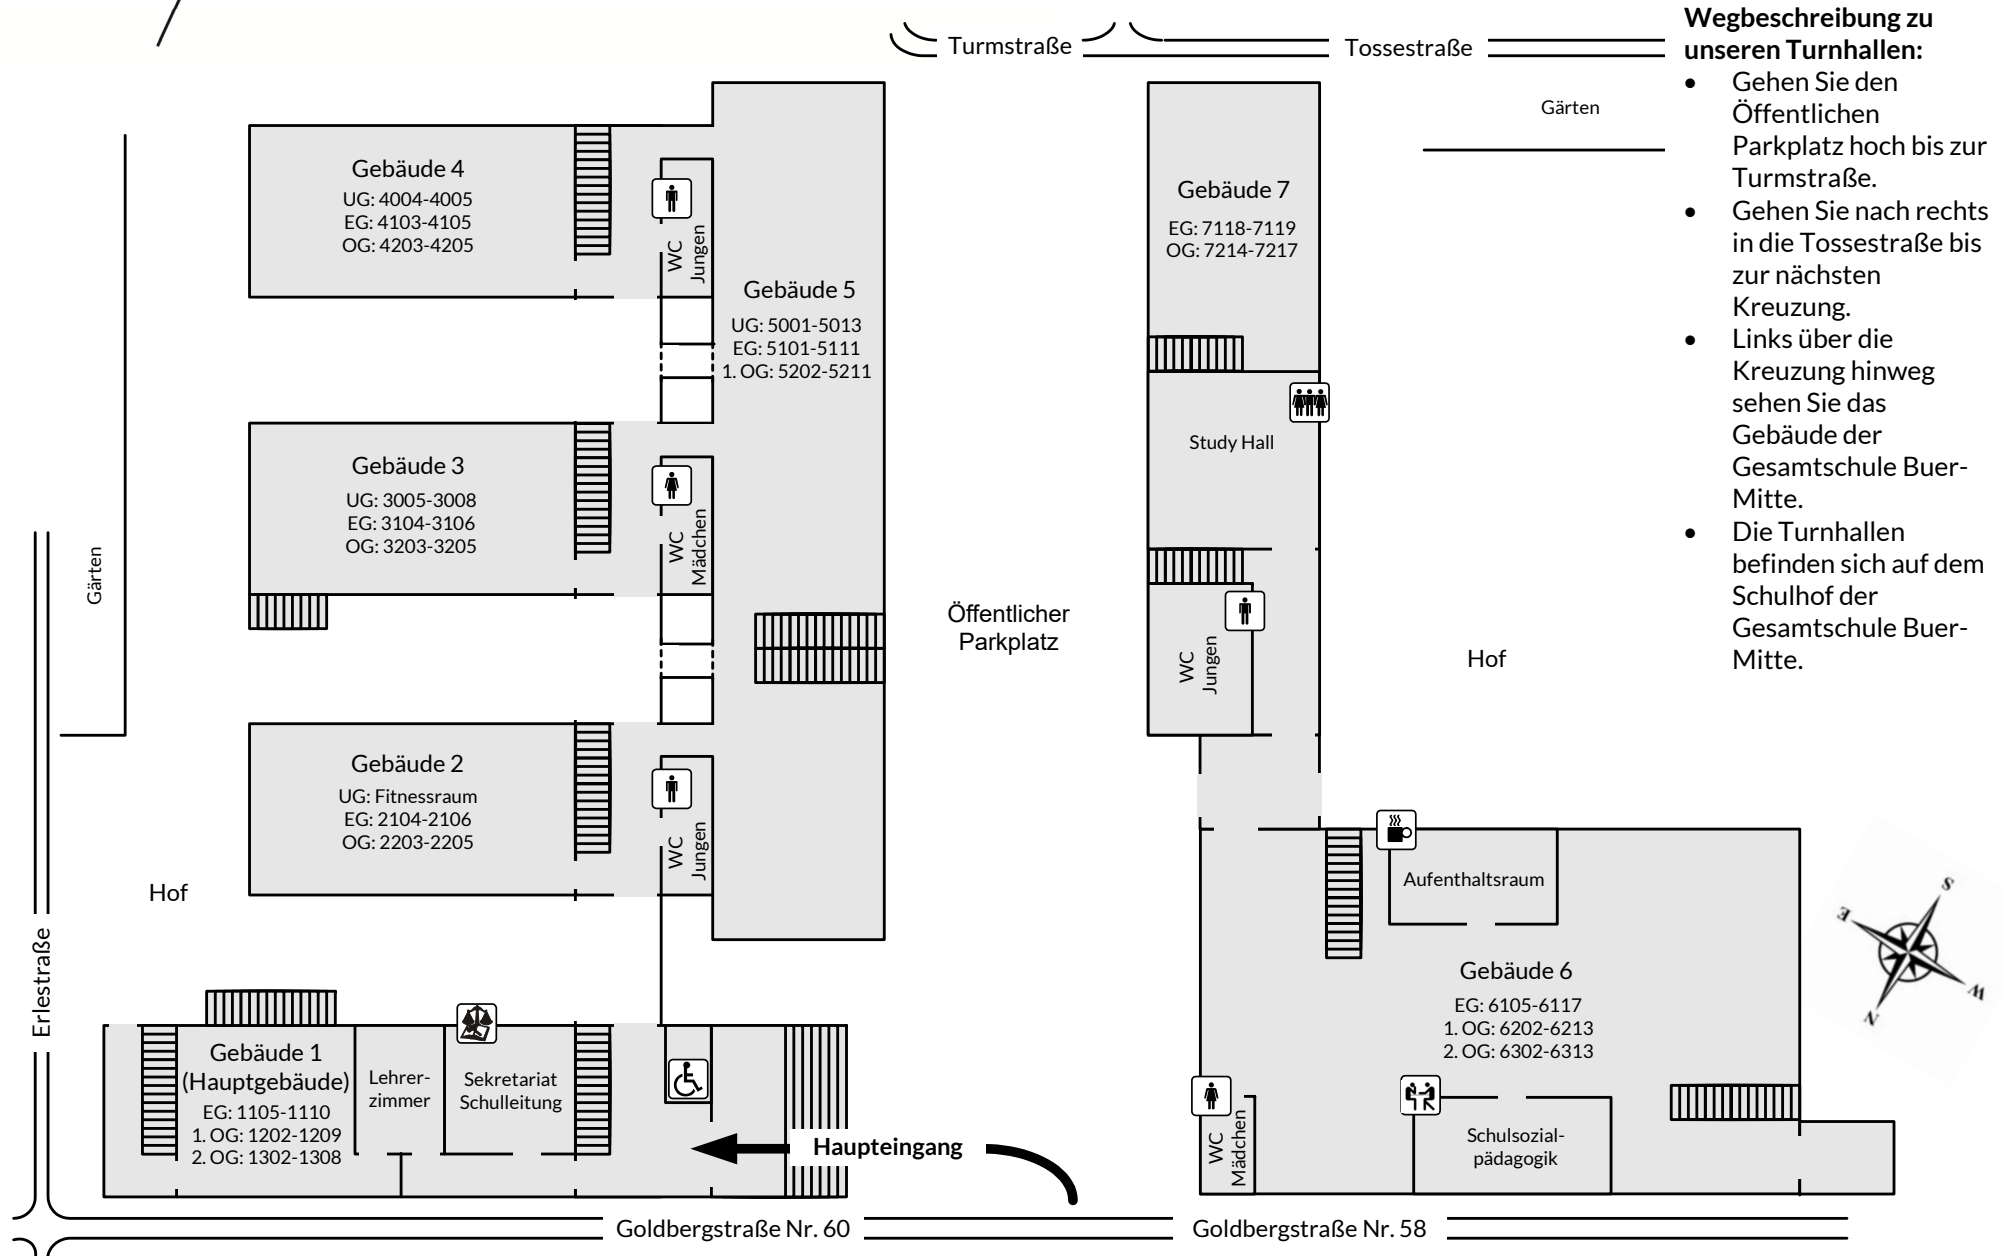 Turmstraße
Tossestraße
Wegbeschreibung zu
unseren Turnhallen:
• Gehen Sie den
Öffentlichen
Parkplatz hoch bis zur
Turmstraße.
• Gehen Sie nach rechts
in die Tossestraße bis
zur nächsten
Kreuzung.
• Links über die
Kreuzung hinweg
sehen Sie das
Gebäude der
Gesamtschule Buer-
Mitte.
• Die Turnhallen
befinden sich auf dem
Schulhof der
Gesamtschule Buer-
Mitte.
Gärten
Gebäude 4
UG: 4004-4005
EG: 4103-4105
OG: 4203-4205
WC
Jungen
Gebäude 5
UG: 5001-5013
EG: 5101-5111
1. OG: 5202-5211
Gebäude 7
EG: 7118-7119
OG: 7214-7217
Study Hall
Gebäude 3
UG: 3005-3008
EG: 3104-3106
OG: 3203-3205
WC
Mädchen
Gärten
Öffentlicher
Parkplatz
WC
Jungen
Hof
Gebäude 2
UG: Fitnessraum
EG: 2104-2106
OG: 2203-2205
WC
Jungen
Hof
Erlestraße
Aufenthaltsraum
Gebäude 6
EG: 6105-6117
1. OG: 6202-6213
2. OG: 6302-6313
S
E
W
N
Gebäude 1
(Hauptgebäude)
EG: 1105-1110
1. OG: 1202-1209
2. OG: 1302-1308
Lehrer-
zimmer
Sekretariat
Schulleitung
Haupteingang
WC
Mädchen
Schulsozial-
pädagogik
Goldbergstraße Nr. 60
Goldbergstraße Nr. 58